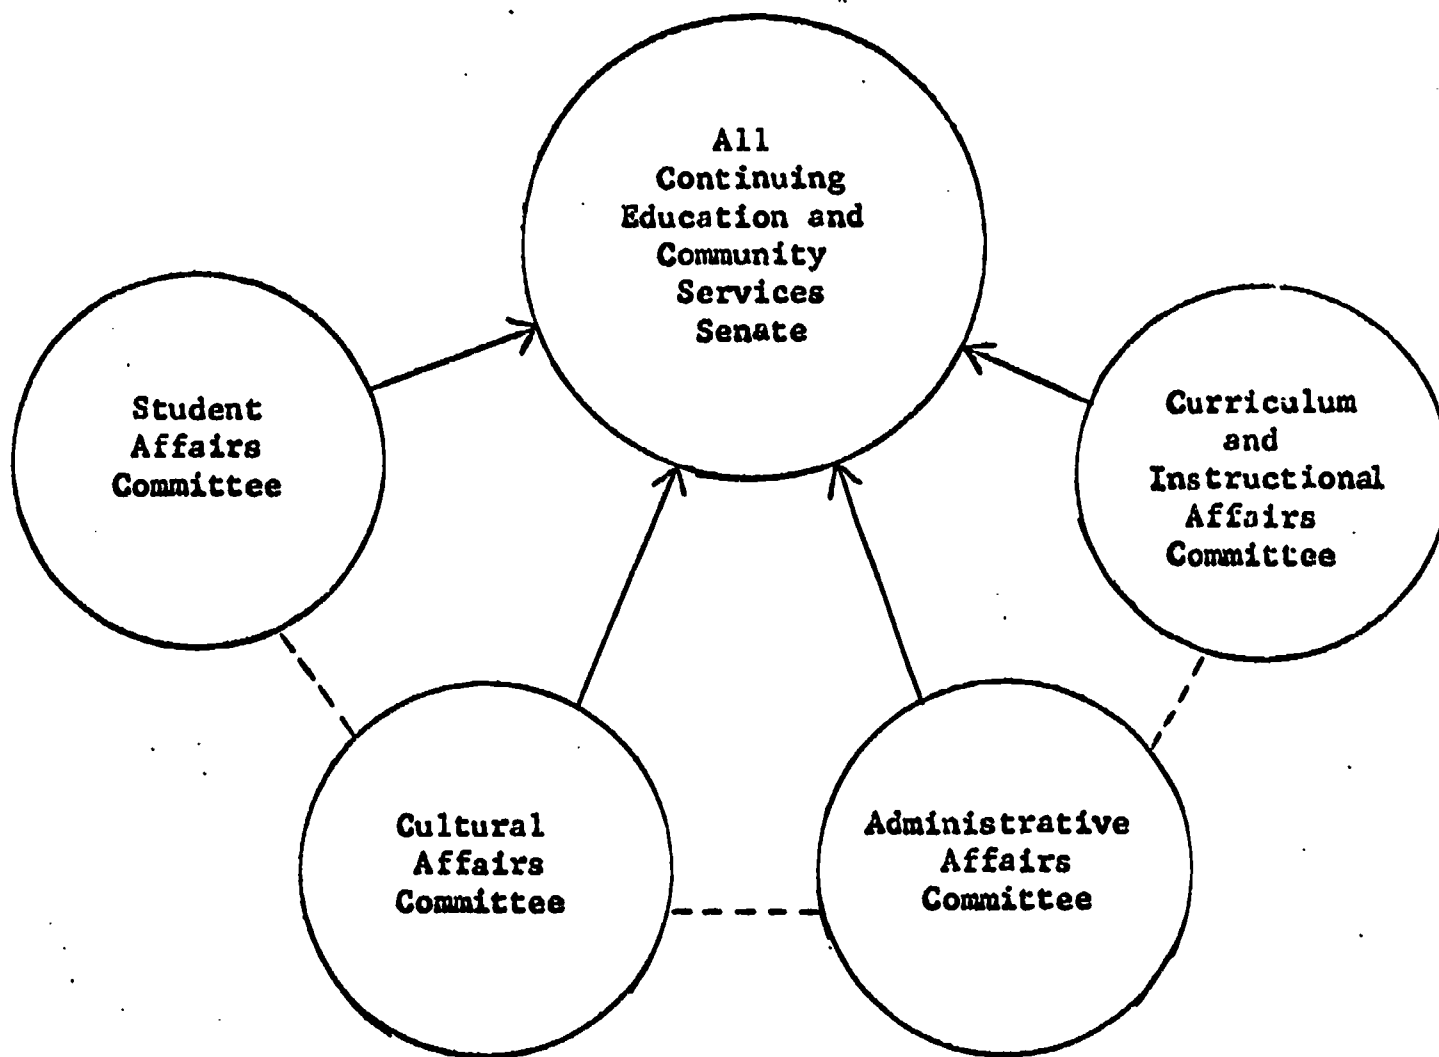 All
Continuing
Education and
Community
Services
Senate
Student
Affairs
Committee
Curriculum
and
Instructional
Affairs
Committee
Cultural
Affairs
Committee
Administrative
Affairs
Committee